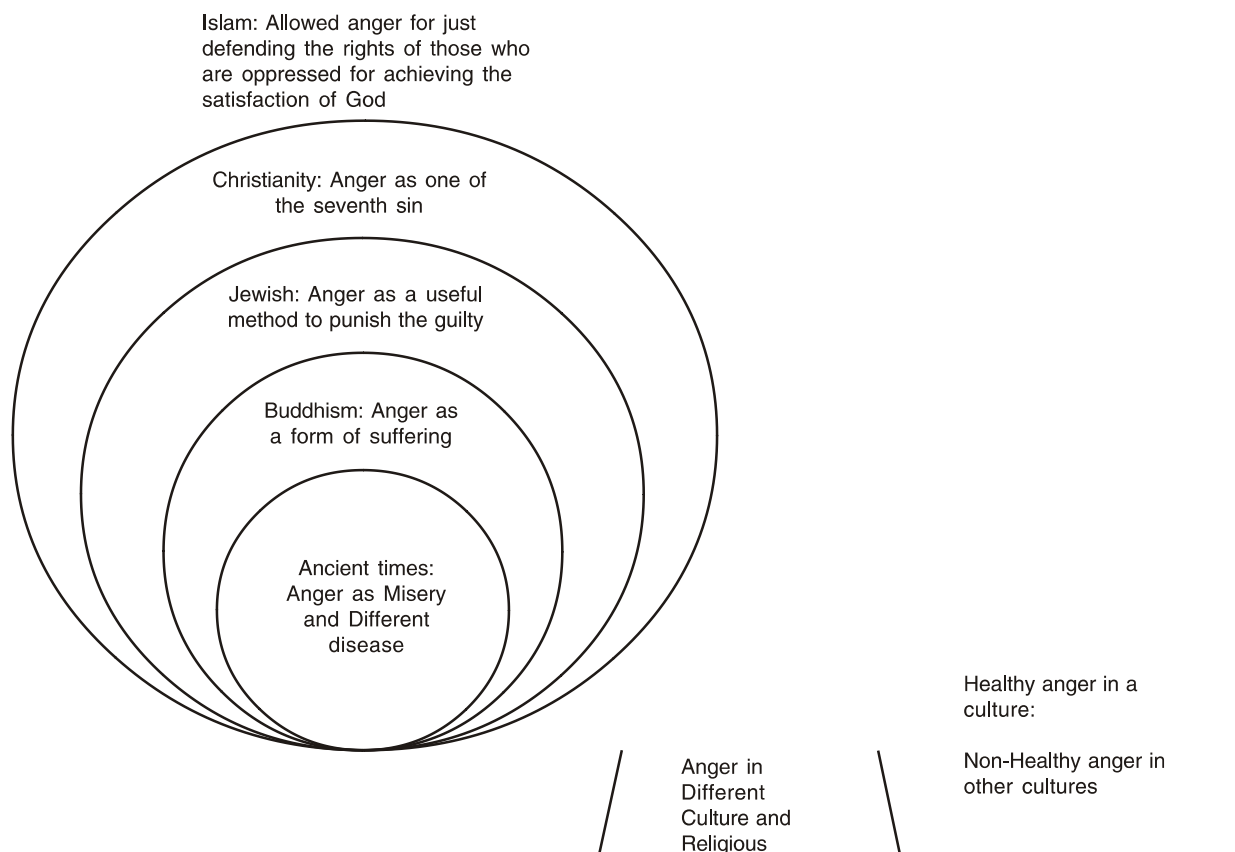 Islam: Allowed anger for just
defending the rights of those who
are oppressed for achieving the
satisfaction of God
Christianity: Anger as one of
the seventh sin
Jewish: Anger as a useful
method to punish the guilty
Buddhism: Anger as
a form of suffering
Ancient times:
Anger as Misery
and Different
disease
Healthy anger in a
culture:
Non-Healthy anger in
other cultures
Anger in
Different
Culture and
Religious